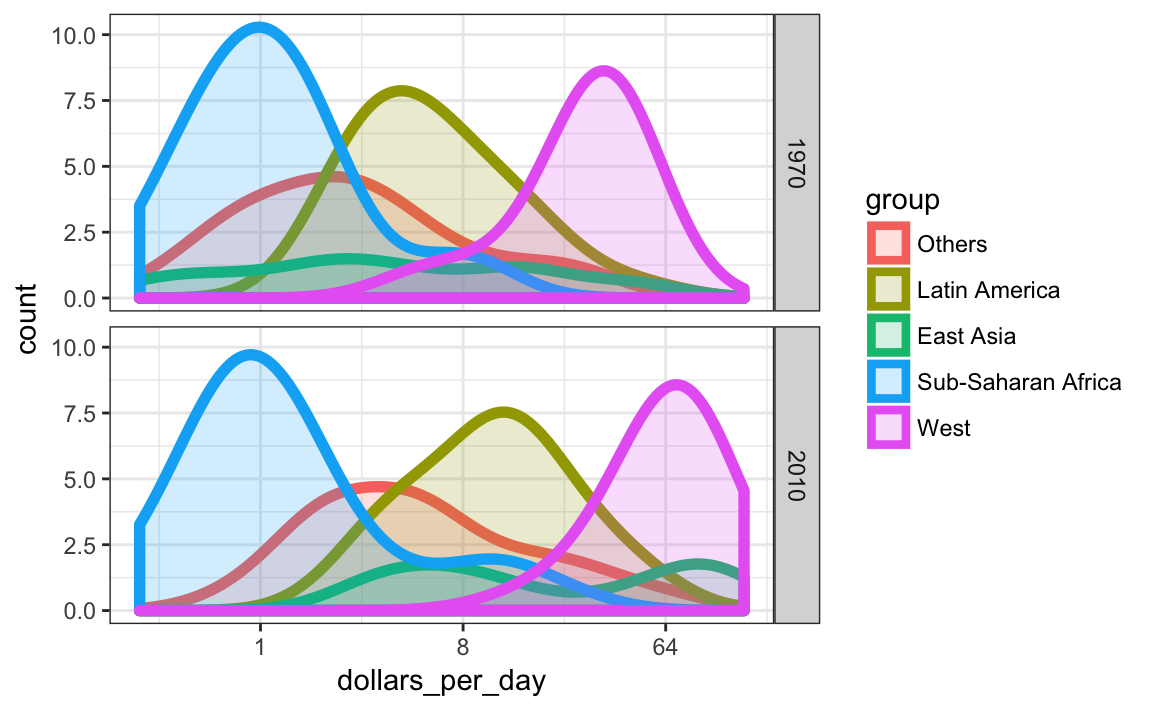 count
10.0
7.5
5.0
2.5
0.0
1970
10.0
7.5
5.0
2.5
0.0
2010
1 8 64
dollars_per_day
group
Others
Latin America
East Asia
Sub-Saharan Africa
West